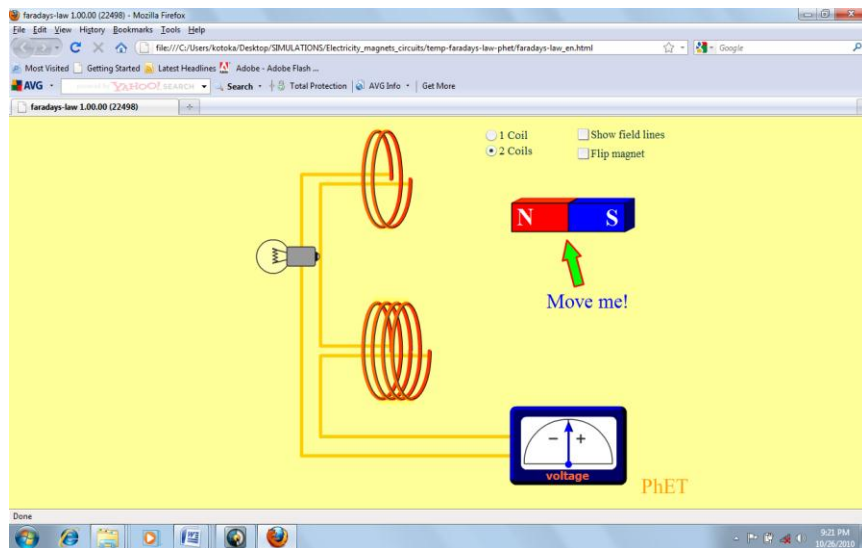 faradays-law 1.00.00 (22498) - Mozilla Firefox
File Edit View History Bookmarks Tools Help
file:///C:/Users/kotoka/Desktop/SIMULATIONS/Electricity_magnets_circuits/temp-faradays-law-phet/faradays-law_en.html
Google
Most Visited Getting Started Latest Headlines Adobe - Adobe Flash ...
AVG YAHOO! SEARCH Search Total Protection AVG Info Get More
faradays-law 1.00.00 (22498)
1 Coil Show field lines
2 Coils Flip magnet
N S
Move me!
− +
voltage
PhET
Done
9:21 PM
10/26/2010